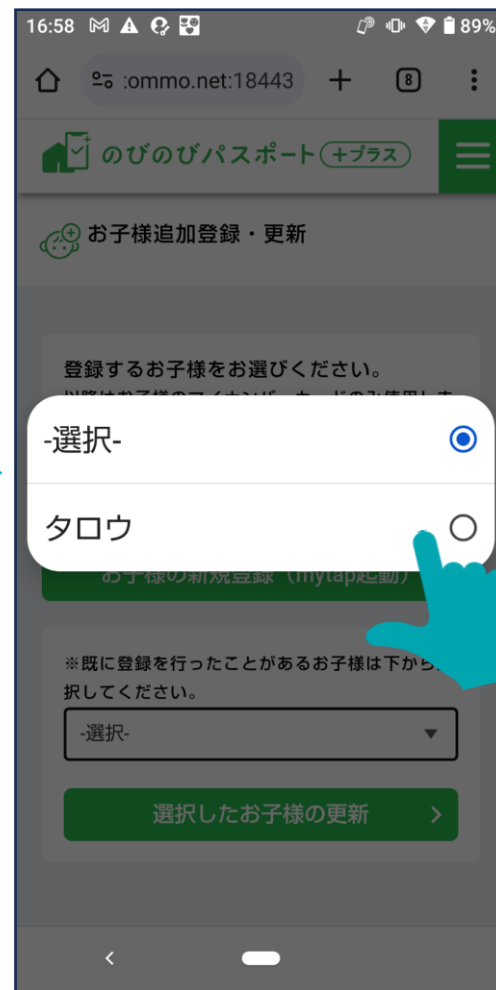 16:58 89%
:ommo.net:18443 8
のびのびパスポート +プラス
お子様追加登録・更新
登録するお子様をお選びください。
-選択-
タロウ
お子様の新規登録（mytap起動）
※既に登録を行ったことがあるお子様は下から
択してください。
-選択-
選択したお子様の更新